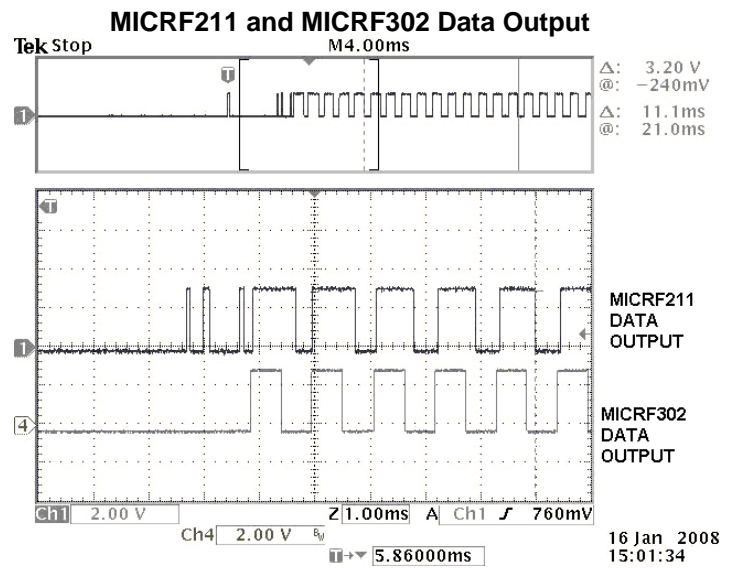 MICRF211 and MICRF302 Data Output
Tek Stop M4.00ms
T
Δ: 3.20 V
@: −240mV
Δ: 11.1ms
@: 21.0ms
1
T
MICRF211
DATA
OUTPUT
1
MICRF302
DATA
OUTPUT
4
Ch1 2.00 V Z 1.00ms A Ch1 ʃ 760mV
Ch4 2.00 V BW
T→▼ 5.86000ms
16 Jan 2008
15:01:34